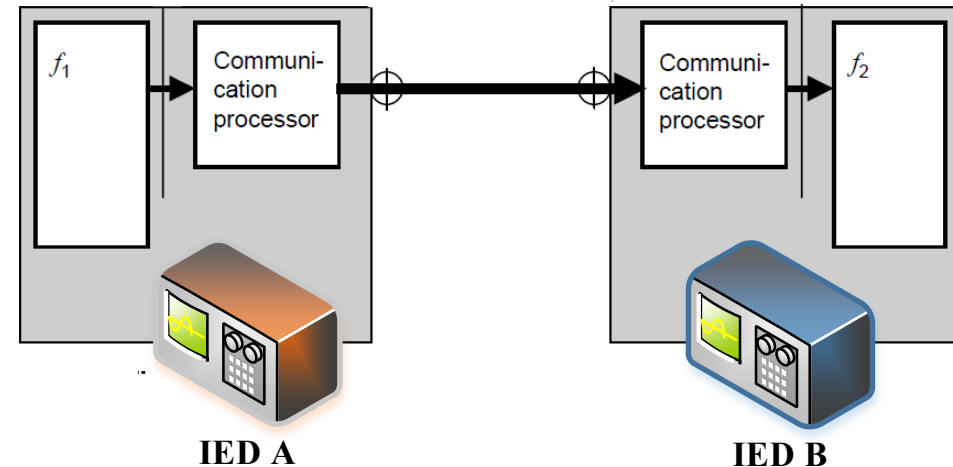 f1
Communi-
cation
processor
Communi-
cation
processor
f2
IED A
IED B